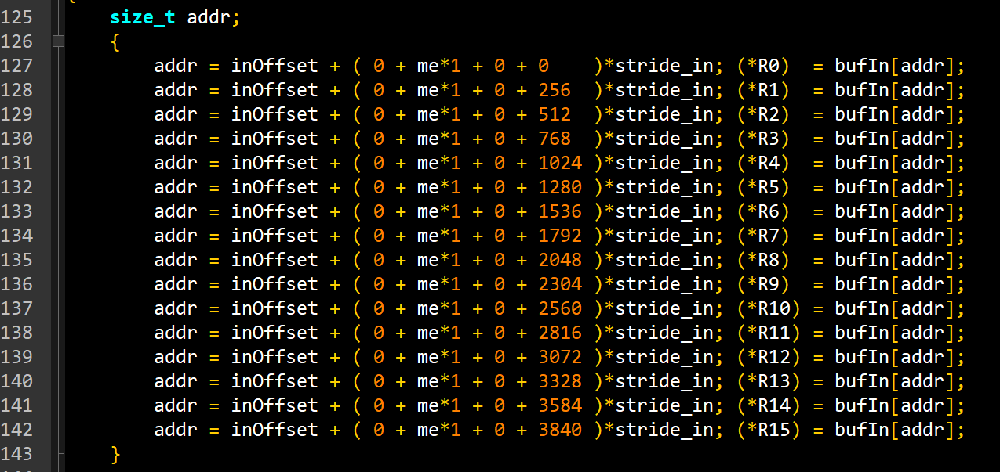 125 size_t addr;
126 {
127 addr = inOffset + ( 0 + me*1 + 0 + 0 )*stride_in; (*R0) = bufIn[addr];
128 addr = inOffset + ( 0 + me*1 + 0 + 256 )*stride_in; (*R1) = bufIn[addr];
129 addr = inOffset + ( 0 + me*1 + 0 + 512 )*stride_in; (*R2) = bufIn[addr];
130 addr = inOffset + ( 0 + me*1 + 0 + 768 )*stride_in; (*R3) = bufIn[addr];
131 addr = inOffset + ( 0 + me*1 + 0 + 1024 )*stride_in; (*R4) = bufIn[addr];
132 addr = inOffset + ( 0 + me*1 + 0 + 1280 )*stride_in; (*R5) = bufIn[addr];
133 addr = inOffset + ( 0 + me*1 + 0 + 1536 )*stride_in; (*R6) = bufIn[addr];
134 addr = inOffset + ( 0 + me*1 + 0 + 1792 )*stride_in; (*R7) = bufIn[addr];
135 addr = inOffset + ( 0 + me*1 + 0 + 2048 )*stride_in; (*R8) = bufIn[addr];
136 addr = inOffset + ( 0 + me*1 + 0 + 2304 )*stride_in; (*R9) = bufIn[addr];
137 addr = inOffset + ( 0 + me*1 + 0 + 2560 )*stride_in; (*R10) = bufIn[addr];
138 addr = inOffset + ( 0 + me*1 + 0 + 2816 )*stride_in; (*R11) = bufIn[addr];
139 addr = inOffset + ( 0 + me*1 + 0 + 3072 )*stride_in; (*R12) = bufIn[addr];
140 addr = inOffset + ( 0 + me*1 + 0 + 3328 )*stride_in; (*R13) = bufIn[addr];
141 addr = inOffset + ( 0 + me*1 + 0 + 3584 )*stride_in; (*R14) = bufIn[addr];
142 addr = inOffset + ( 0 + me*1 + 0 + 3840 )*stride_in; (*R15) = bufIn[addr];
143 }